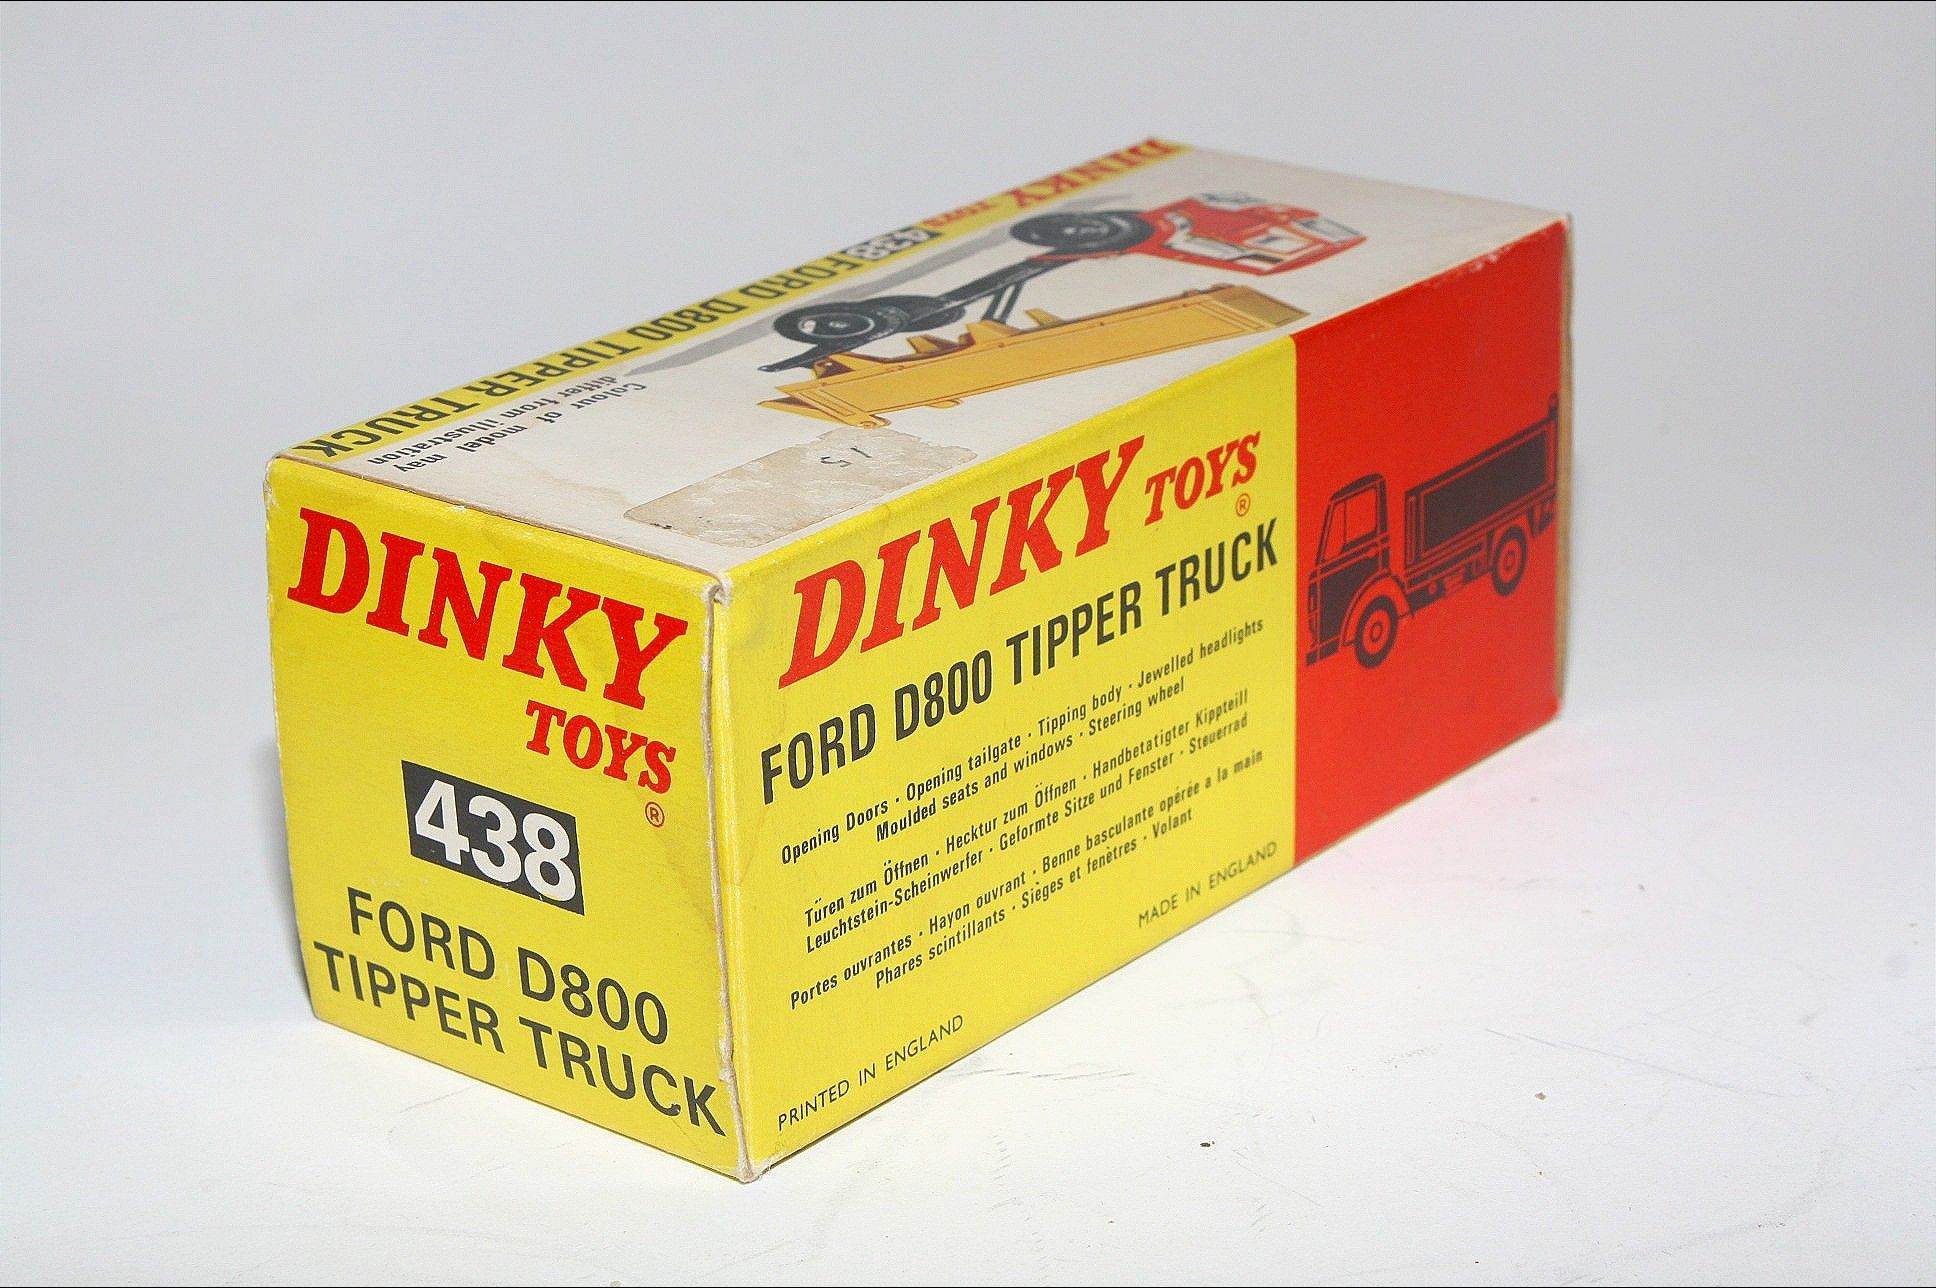 DINKY TOYS
438 FORD D800 TIPPER TRUCK
Colour of model may
differ from illustration
15
DINKY
TOYS
®
438
FORD D800
TIPPER TRUCK
DINKY TOYS
®
FORD D800 TIPPER TRUCK
Opening Doors · Opening tailgate · Tipping body · Jewelled headlights
Moulded seats and windows · Steering wheel
Türen zum Öffnen · Hecktur zum Öffnen · Handbetatigter Kippteill
Leuchtstein-Scheinwerfer · Geformte Sitze und Fenster · Steuerrad
Portes ouvrantes · Hayon ouvrant · Benne basculante opérée a la main
Phares scintillants · Sièges et fenètres · Volant
PRINTED IN ENGLAND
MADE IN ENGLAND